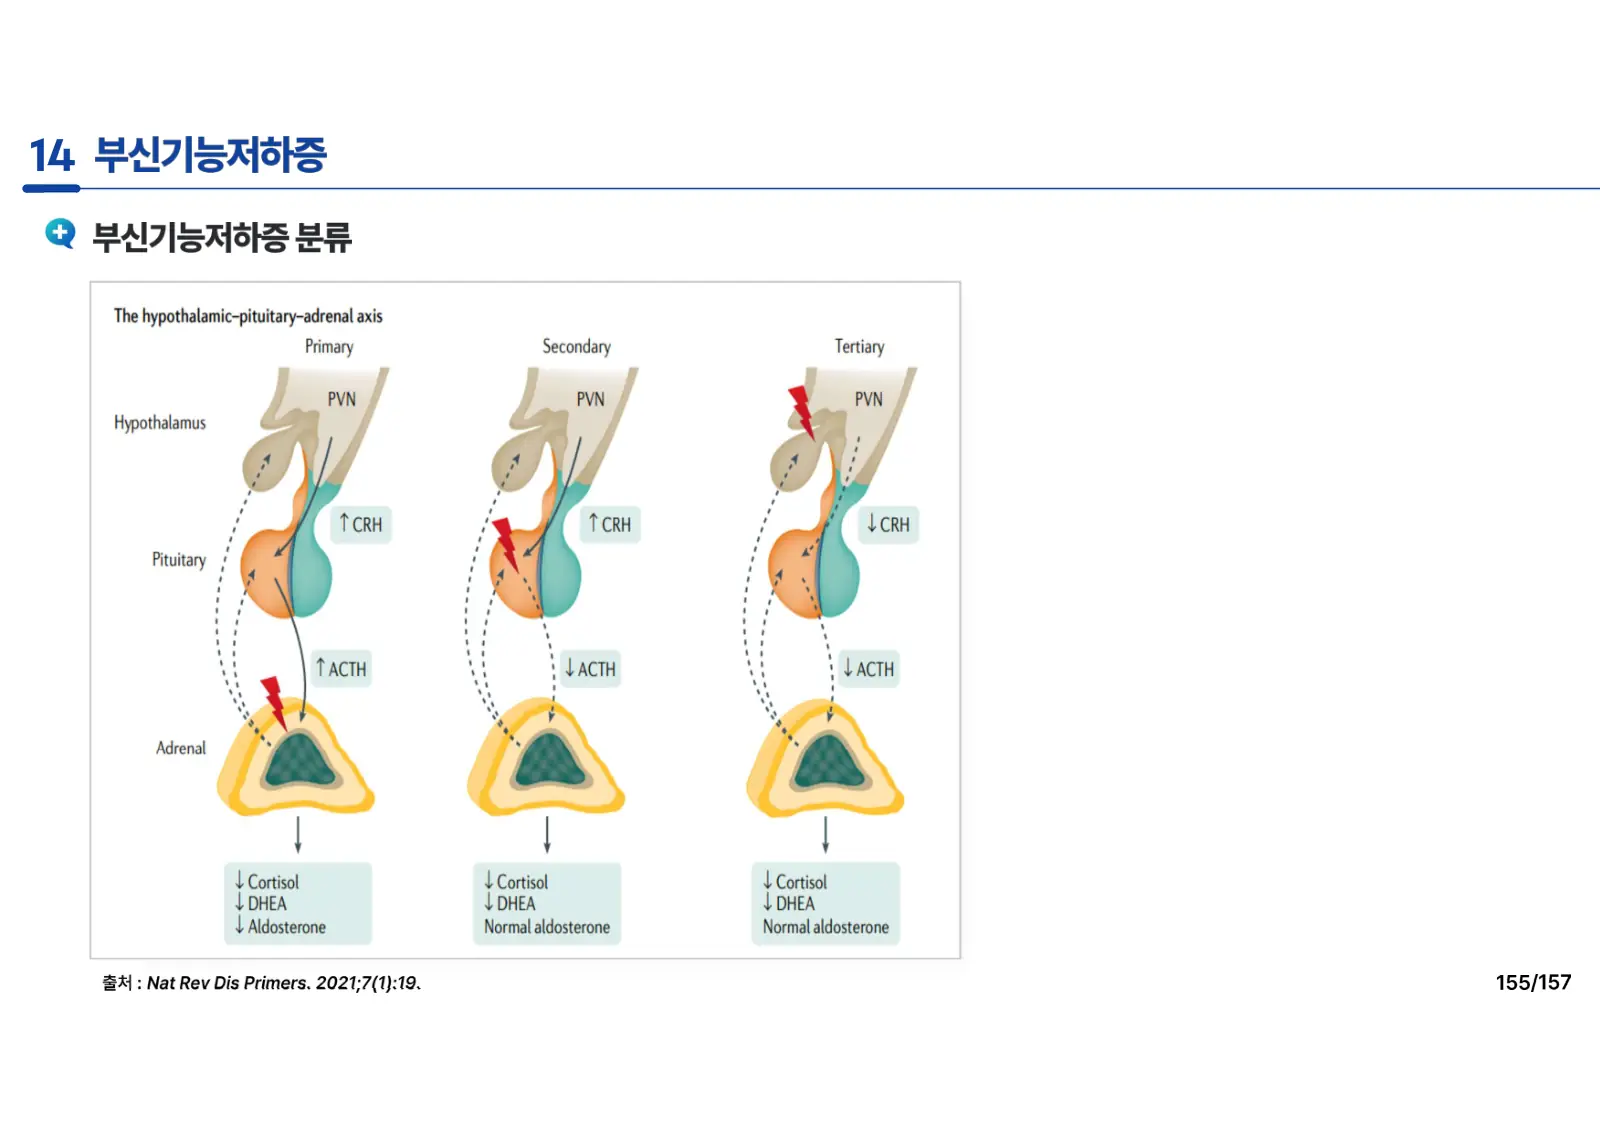 14 부신기능저하증
부신기능저하증 분류
The hypothalamic–pituitary–adrenal axis
Primary
Secondary
Tertiary
PVN
PVN
PVN
Hypothalamus
↑ CRH
↑ CRH
↓ CRH
Pituitary
↑ ACTH
↓ ACTH
↓ ACTH
Adrenal
↓ Cortisol
↓ DHEA
↓ Aldosterone
↓ Cortisol
↓ DHEA
Normal aldosterone
↓ Cortisol
↓ DHEA
Normal aldosterone
출처 : Nat Rev Dis Primers. 2021;7(1):19.
155/157